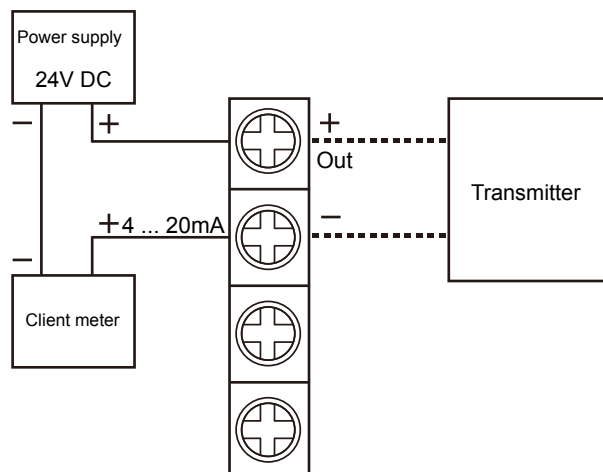 Power supply
24V DC
− +
+
Out
Transmitter
+ 4 ... 20mA
−
−
Client meter